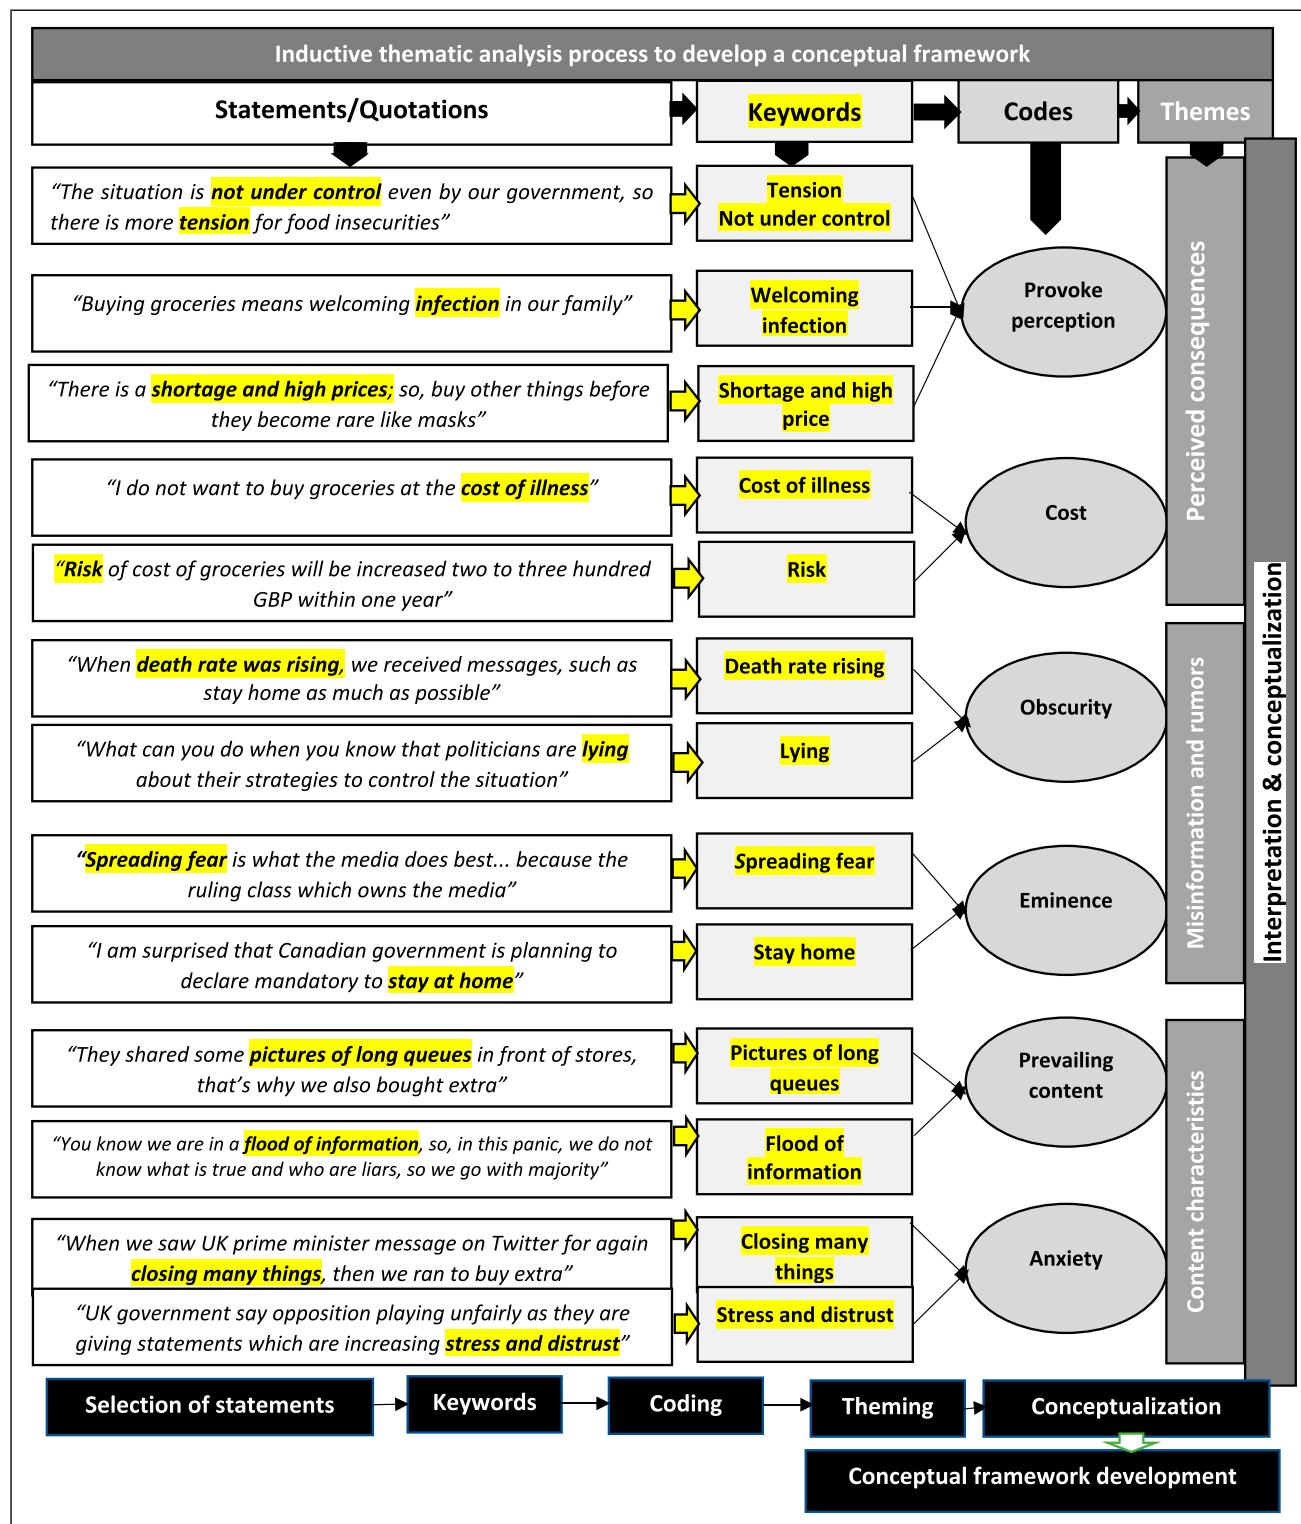 Inductive thematic analysis process to develop a conceptual framework
Statements/Quotations
Keywords
Codes
Themes
“The situation is not under control even by our government, so
there is more tension for food insecurities”
Tension
Not under control
“Buying groceries means welcoming infection in our family”
Welcoming
infection
“There is a shortage and high prices; so, buy other things before
they become rare like masks”
Shortage and high
price
Provoke
perception
“I do not want to buy groceries at the cost of illness”
Cost of illness
“Risk of cost of groceries will be increased two to three hundred
GBP within one year”
Risk
Cost
Perceived consequences
“When death rate was rising, we received messages, such as
stay home as much as possible”
Death rate rising
“What can you do when you know that politicians are lying
about their strategies to control the situation”
Lying
Obscurity
“Spreading fear is what the media does best... because the
ruling class which owns the media”
Spreading fear
“I am surprised that Canadian government is planning to
declare mandatory to stay at home”
Stay home
Eminence
Misinformation and rumors
“They shared some pictures of long queues in front of stores,
that’s why we also bought extra”
Pictures of long
queues
“You know we are in a flood of information, so, in this panic, we do not
know what is true and who are liars, so we go with majority”
Flood of
information
Prevailing
content
“When we saw UK prime minister message on Twitter for again
closing many things, then we ran to buy extra”
Closing many
things
“UK government say opposition playing unfairly as they are
giving statements which are increasing stress and distrust”
Stress and distrust
Anxiety
Content characteristics
Interpretation & conceptualization
Selection of statements
Keywords
Coding
Theming
Conceptualization
Conceptual framework development